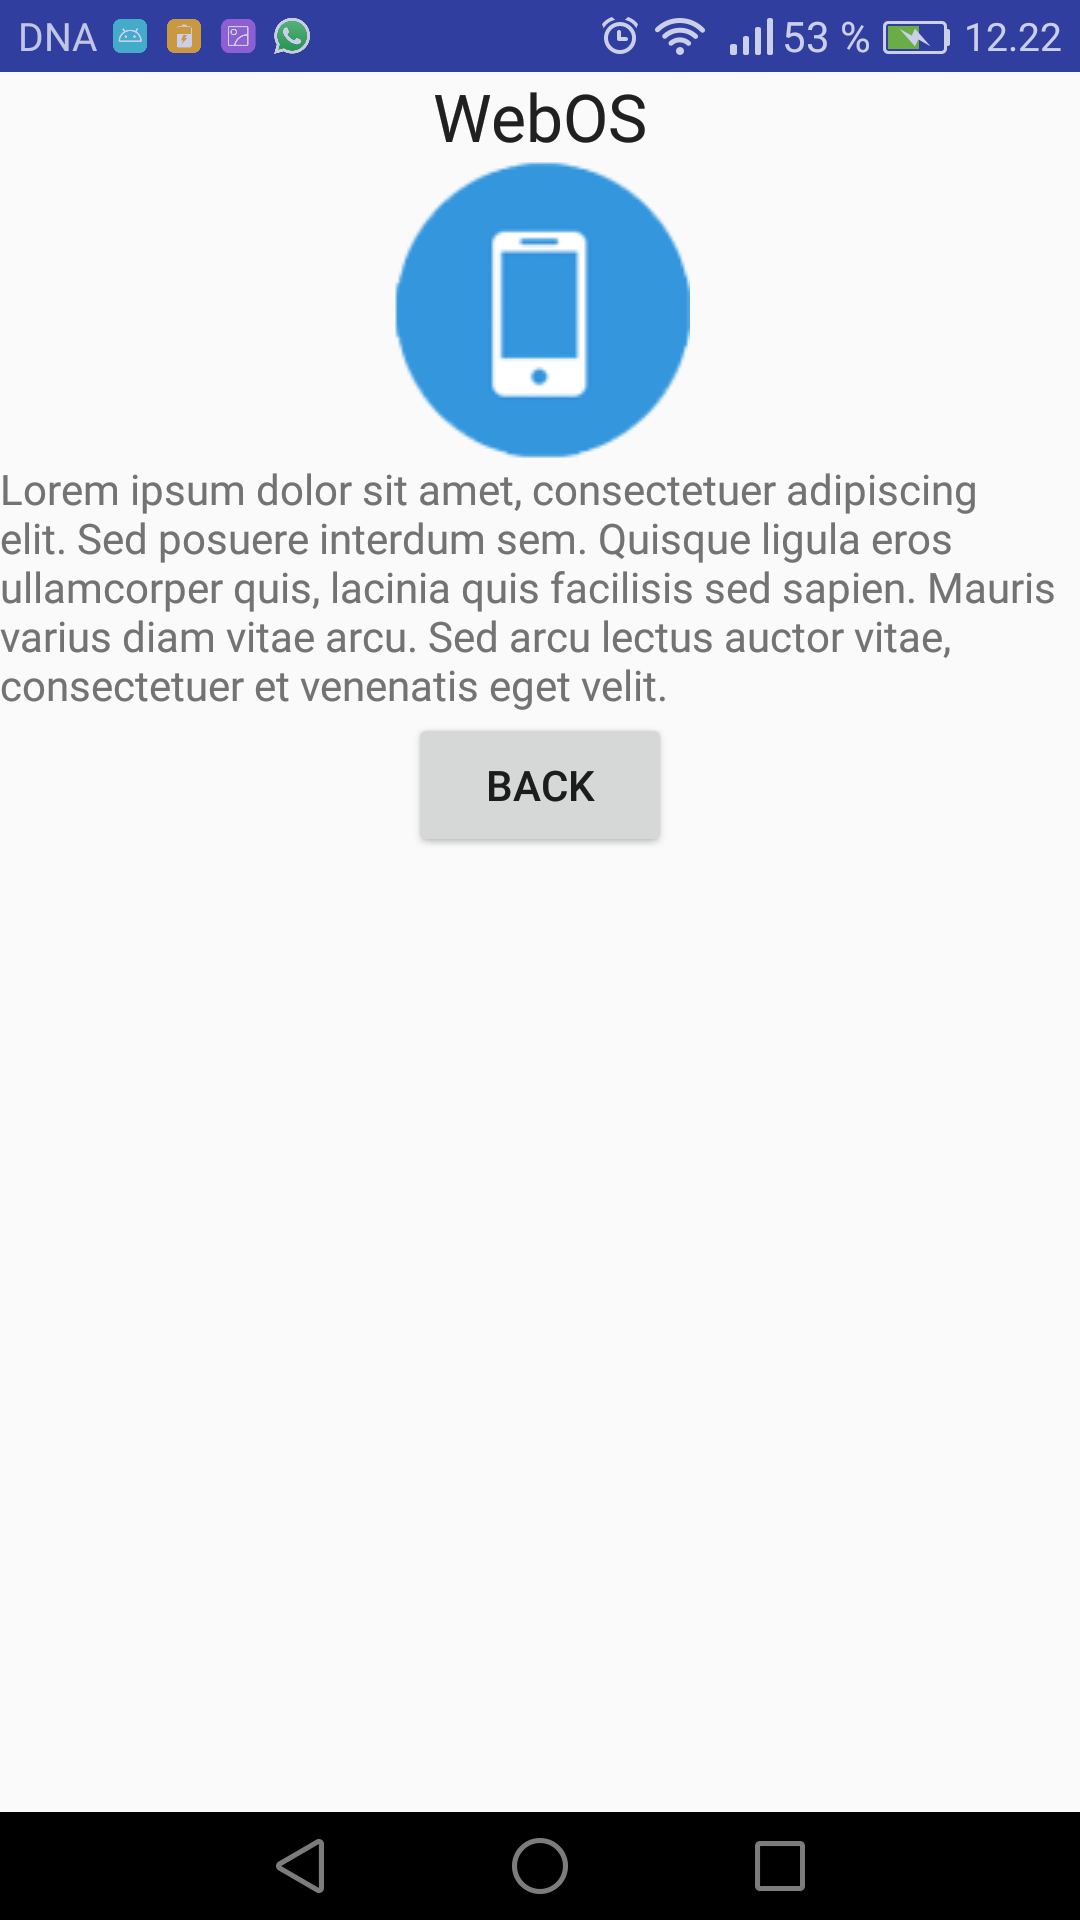 DNA 53 % 12.22
WebOS
Lorem ipsum dolor sit amet, consectetuer adipiscing
elit. Sed posuere interdum sem. Quisque ligula eros
ullamcorper quis, lacinia quis facilisis sed sapien. Mauris
varius diam vitae arcu. Sed arcu lectus auctor vitae,
consectetuer et venenatis eget velit.
BACK